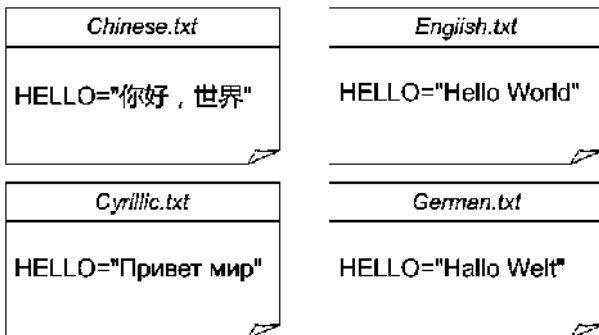 Chinese.txt
HELLO="你好，世界"
Engiish.txt
HELLO="Hello World"
Cyrillic.txt
HELLO="Привет мир"
German.txt
HELLO="Hallo Welt"